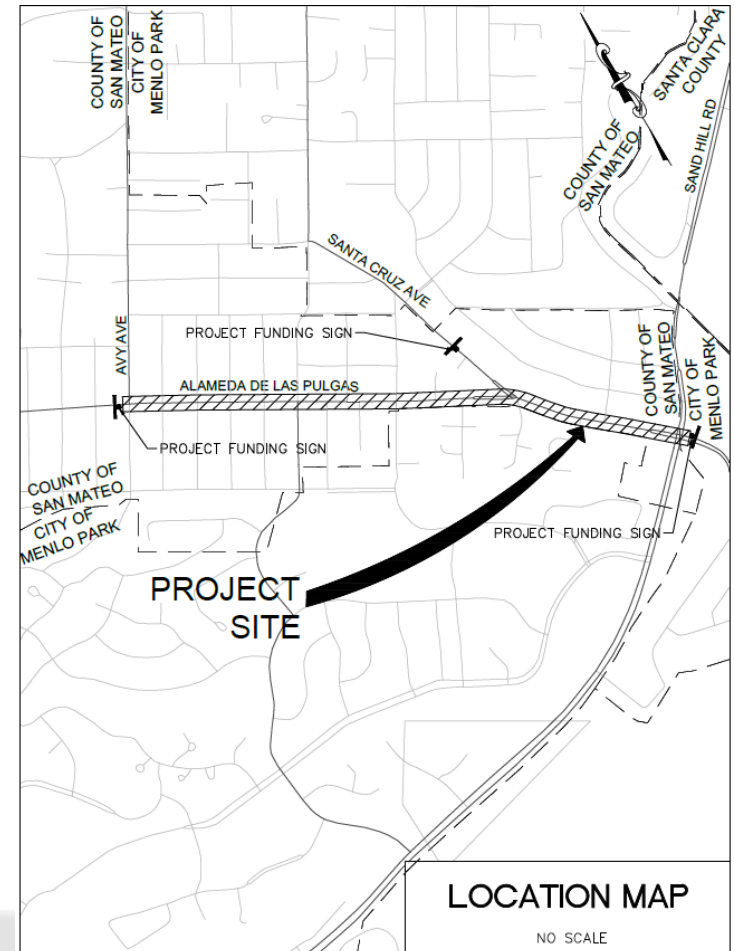 COUNTY OF
SAN MATEO
CITY OF
MENLO PARK
SANTA CLARA
COUNTY
COUNTY OF
SAN MATEO
SAND HILL RD
SANTA CRUZ AVE
PROJECT FUNDING SIGN
AVY AVE
COUNTY OF
SAN MATEO
CITY OF
MENLO PARK
ALAMEDA DE LAS PULGAS
PROJECT FUNDING SIGN
COUNTY OF
SAN MATEO
CITY OF
MENLO PARK
PROJECT FUNDING SIGN
PROJECT
SITE
LOCATION MAP
NO SCALE